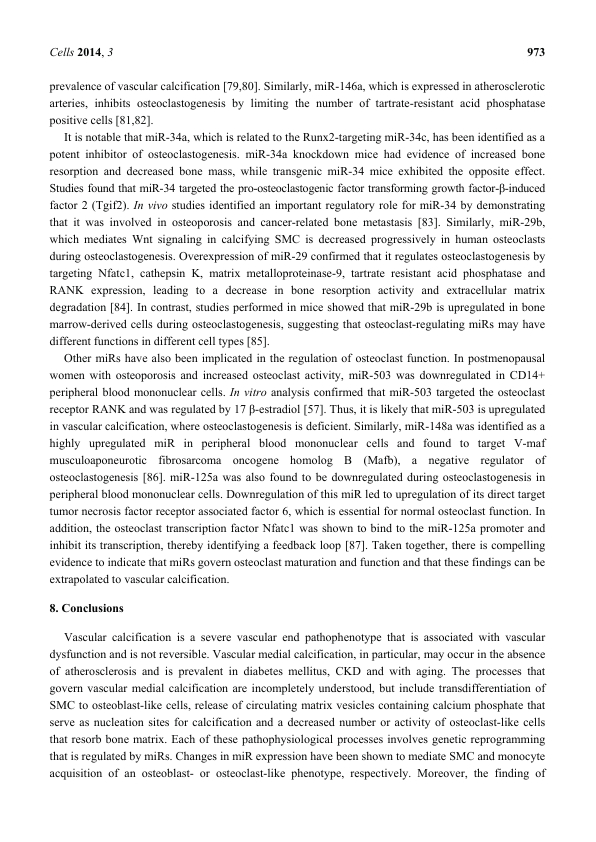 Cells 2014, 3 973
prevalence of vascular calcification [79,80]. Similarly, miR-146a, which is expressed in atherosclerotic
arteries, inhibits osteoclastogenesis by limiting the number of tartrate-resistant acid phosphatase
positive cells [81,82].
It is notable that miR-34a, which is related to the Runx2-targeting miR-34c, has been identified as a
potent inhibitor of osteoclastogenesis. miR-34a knockdown mice had evidence of increased bone
resorption and decreased bone mass, while transgenic miR-34 mice exhibited the opposite effect.
Studies found that miR-34 targeted the pro-osteoclastogenic factor transforming growth factor-β-induced
factor 2 (Tgif2). In vivo studies identified an important regulatory role for miR-34 by demonstrating
that it was involved in osteoporosis and cancer-related bone metastasis [83]. Similarly, miR-29b,
which mediates Wnt signaling in calcifying SMC is decreased progressively in human osteoclasts
during osteoclastogenesis. Overexpression of miR-29 confirmed that it regulates osteoclastogenesis by
targeting Nfatc1, cathepsin K, matrix metalloproteinase-9, tartrate resistant acid phosphatase and
RANK expression, leading to a decrease in bone resorption activity and extracellular matrix
degradation [84]. In contrast, studies performed in mice showed that miR-29b is upregulated in bone
marrow-derived cells during osteoclastogenesis, suggesting that osteoclast-regulating miRs may have
different functions in different cell types [85].
Other miRs have also been implicated in the regulation of osteoclast function. In postmenopausal
women with osteoporosis and increased osteoclast activity, miR-503 was downregulated in CD14+
peripheral blood mononuclear cells. In vitro analysis confirmed that miR-503 targeted the osteoclast
receptor RANK and was regulated by 17 β-estradiol [57]. Thus, it is likely that miR-503 is upregulated
in vascular calcification, where osteoclastogenesis is deficient. Similarly, miR-148a was identified as a
highly upregulated miR in peripheral blood mononuclear cells and found to target V-maf
musculoaponeurotic fibrosarcoma oncogene homolog B (Mafb), a negative regulator of
osteoclastogenesis [86]. miR-125a was also found to be downregulated during osteoclastogenesis in
peripheral blood mononuclear cells. Downregulation of this miR led to upregulation of its direct target
tumor necrosis factor receptor associated factor 6, which is essential for normal osteoclast function. In
addition, the osteoclast transcription factor Nfatc1 was shown to bind to the miR-125a promoter and
inhibit its transcription, thereby identifying a feedback loop [87]. Taken together, there is compelling
evidence to indicate that miRs govern osteoclast maturation and function and that these findings can be
extrapolated to vascular calcification.
8. Conclusions
Vascular calcification is a severe vascular end pathophenotype that is associated with vascular
dysfunction and is not reversible. Vascular medial calcification, in particular, may occur in the absence
of atherosclerosis and is prevalent in diabetes mellitus, CKD and with aging. The processes that
govern vascular medial calcification are incompletely understood, but include transdifferentiation of
SMC to osteoblast-like cells, release of circulating matrix vesicles containing calcium phosphate that
serve as nucleation sites for calcification and a decreased number or activity of osteoclast-like cells
that resorb bone matrix. Each of these pathophysiological processes involves genetic reprogramming
that is regulated by miRs. Changes in miR expression have been shown to mediate SMC and monocyte
acquisition of an osteoblast- or osteoclast-like phenotype, respectively. Moreover, the finding of